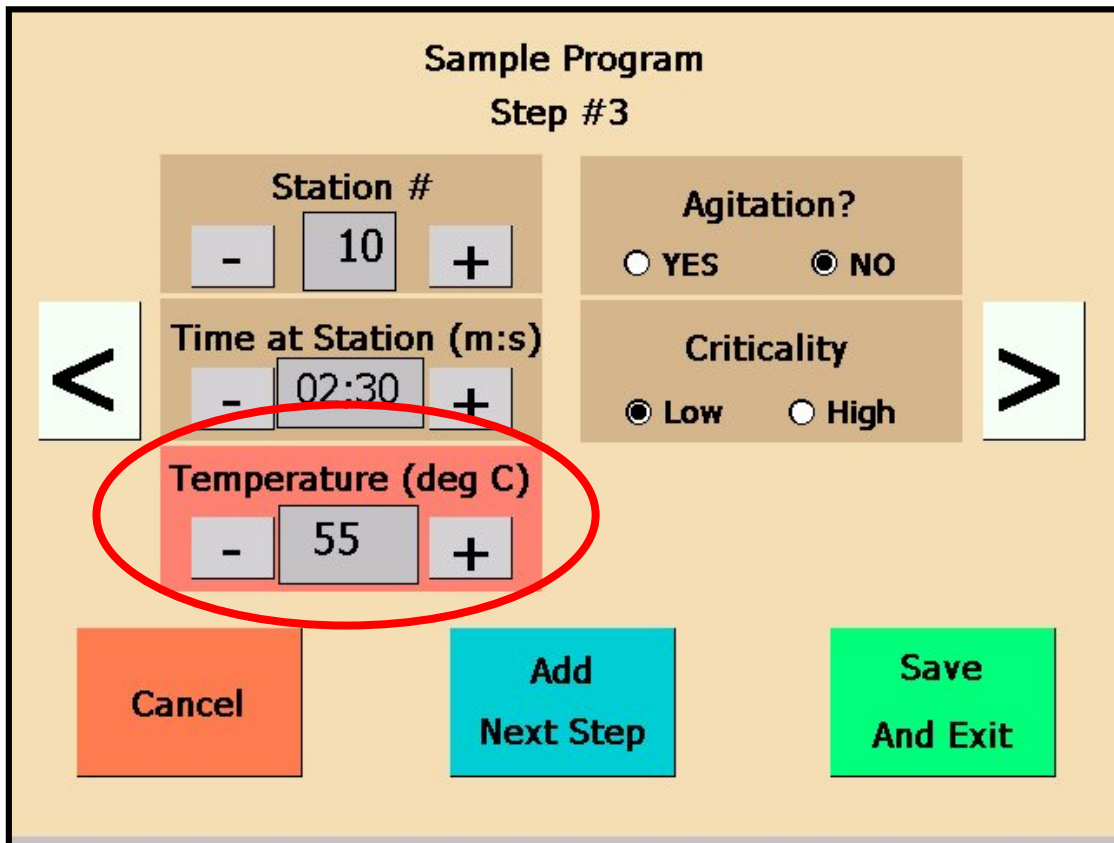 Sample Program
Step #3
Station #
- 10 +
Time at Station (m:s)
- 02:30 +
Temperature (deg C)
- 55 +
Agitation?
YES NO
Criticality
Low High
<
>
Cancel
Add
Next Step
Save
And Exit